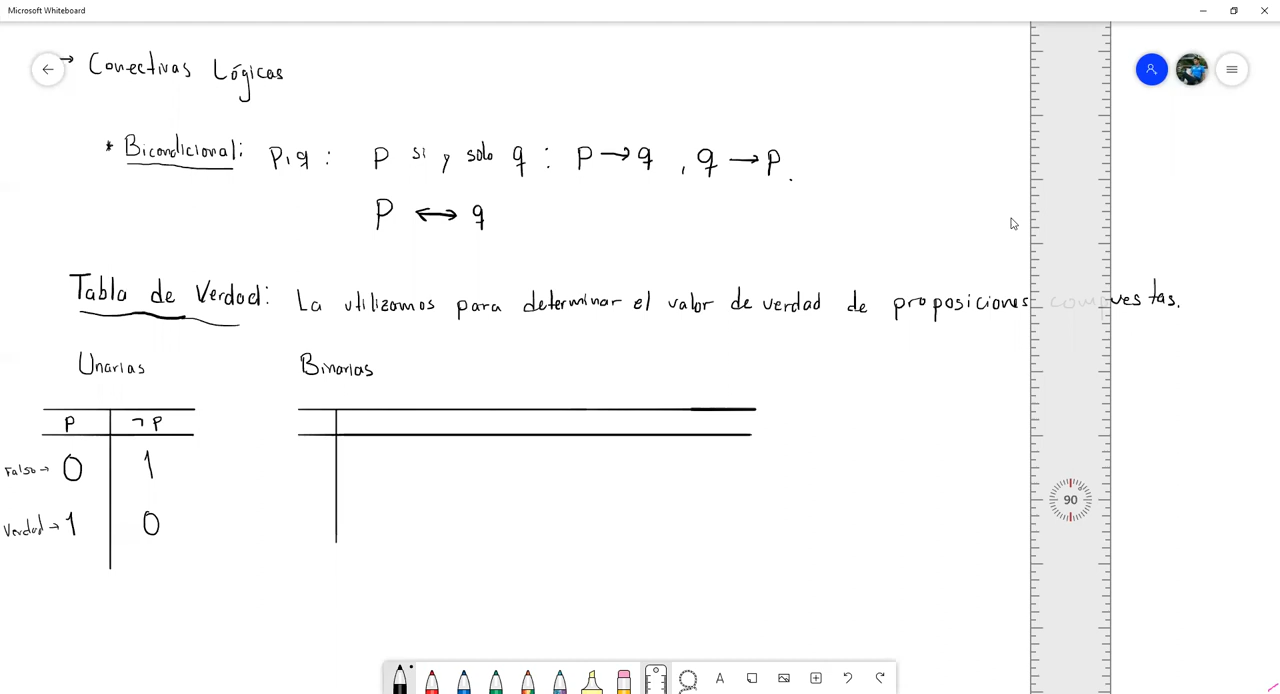 Microsoft Whiteboard
→ Conectivas Lógicas
* Bicondicional: p, q : p si y solo q : p → q , q → p.
p ↔ q
Tabla de Verdad: La utilizamos para determinar el valor de verdad de proposiciones compuestas.
Unarias Binarias
p ¬ p
Falso → 0 1
Verdad → 1 0
90
A